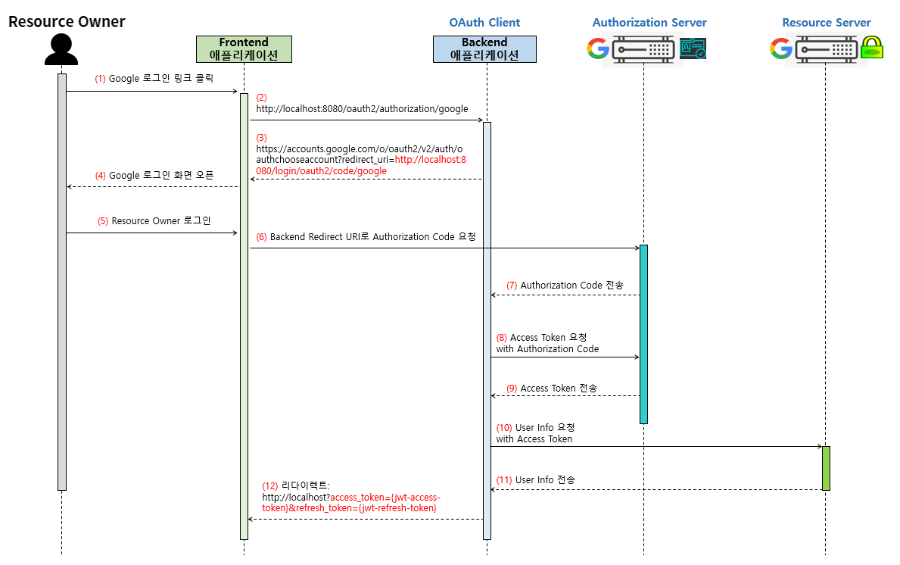 Resource Owner
OAuth Client
Authorization Server
Resource Server
Frontend
애플리케이션
Backend
애플리케이션
(1) Google 로그인 링크 클릭
(2)
http://localhost:8080/oauth2/authorization/google
(3)
https://accounts.google.com/o/oauth2/v2/auth/o
authchooseaccount?redirect_uri=http://localhost:8
080/login/oauth2/code/google
(4) Google 로그인 화면 오픈
(5) Resource Owner 로그인
(6) Backend Redirect URI로 Authorization Code 요청
(7) Authorization Code 전송
(8) Access Token 요청
with Authorization Code
(9) Access Token 전송
(10) User Info 요청
with Access Token
(11) User Info 전송
(12) 리다이렉트:
http://localhost?access_token={jwt-access-
token}&refresh_token={jwt-refresh-token}